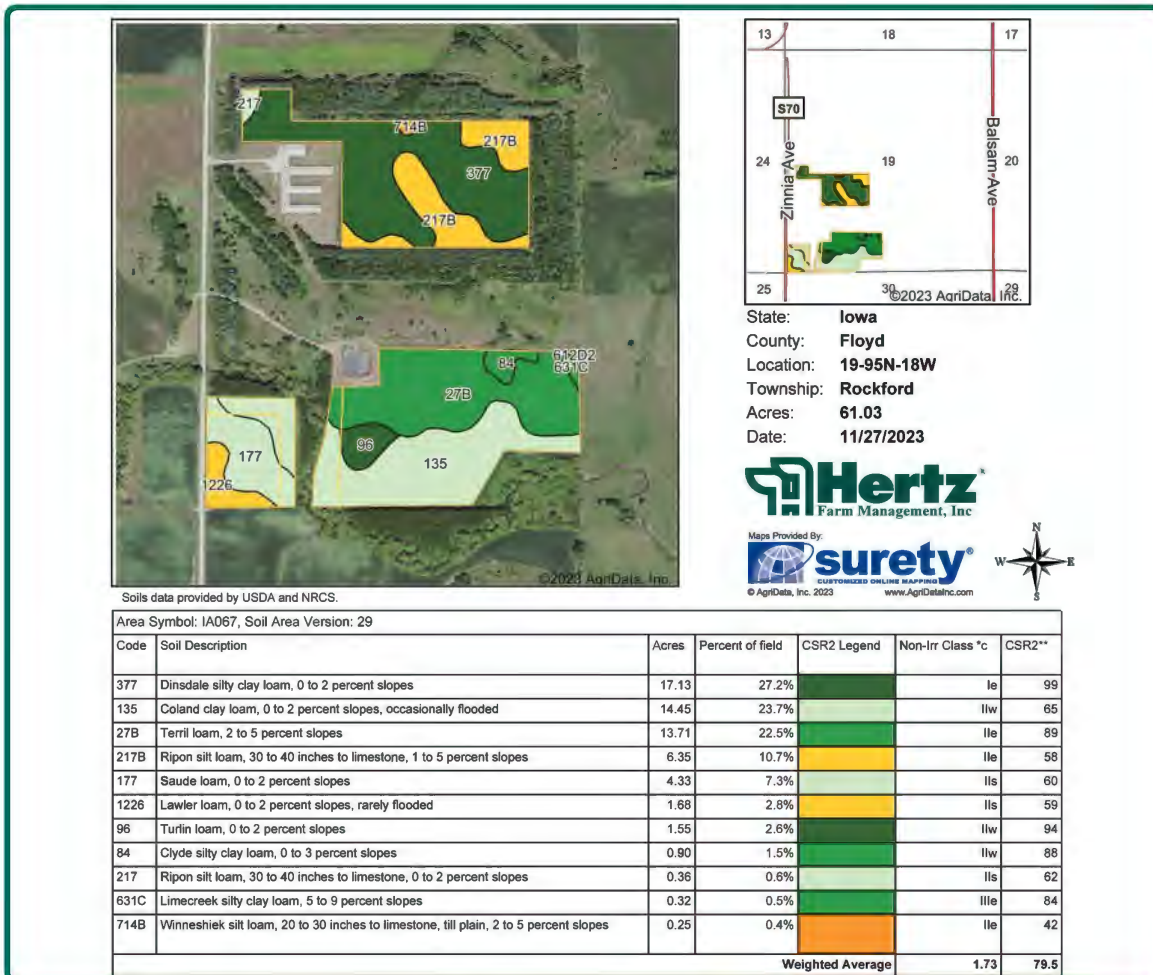 217
714B
217B
377
217B
84
612D2
631C
27B
96
177
135
1226
©2023 AgriData, Inc.
13 18 17
S70
24 19 20
Zinnia Ave
Balsam Ave
25 30 29
©2023 AgriData, Inc.
State: Iowa
County: Floyd
Location: 19-95N-18W
Township: Rockford
Acres: 61.03
Date: 11/27/2023
Hertz
Farm Management, Inc
Maps Provided By:
surety®
CUSTOMIZED ONLINE MAPPING
© AgriData, Inc. 2023 www.AgriDataInc.com
N
W E
S
Soils data provided by USDA and NRCS.
Area Symbol: IA067, Soil Area Version: 29
Code Soil Description Acres Percent of field CSR2 Legend Non-Irr Class *c CSR2**
377 Dinsdale silty clay loam, 0 to 2 percent slopes 17.13 27.2% Ie 99
135 Coland clay loam, 0 to 2 percent slopes, occasionally flooded 14.45 23.7% IIw 65
27B Terril loam, 2 to 5 percent slopes 13.71 22.5% IIe 89
217B Ripon silt loam, 30 to 40 inches to limestone, 1 to 5 percent slopes 6.35 10.7% IIe 58
177 Saude loam, 0 to 2 percent slopes 4.33 7.3% IIs 60
1226 Lawler loam, 0 to 2 percent slopes, rarely flooded 1.68 2.8% IIs 59
96 Turlin loam, 0 to 2 percent slopes 1.55 2.6% IIw 94
84 Clyde silty clay loam, 0 to 3 percent slopes 0.90 1.5% IIw 88
217 Ripon silt loam, 30 to 40 inches to limestone, 0 to 2 percent slopes 0.36 0.6% IIs 62
631C Limecreek silty clay loam, 5 to 9 percent slopes 0.32 0.5% IIIe 84
714B Winneshiek silt loam, 20 to 30 inches to limestone, till plain, 2 to 5 percent slopes 0.25 0.4% IIe 42
Weighted Average 1.73 79.5